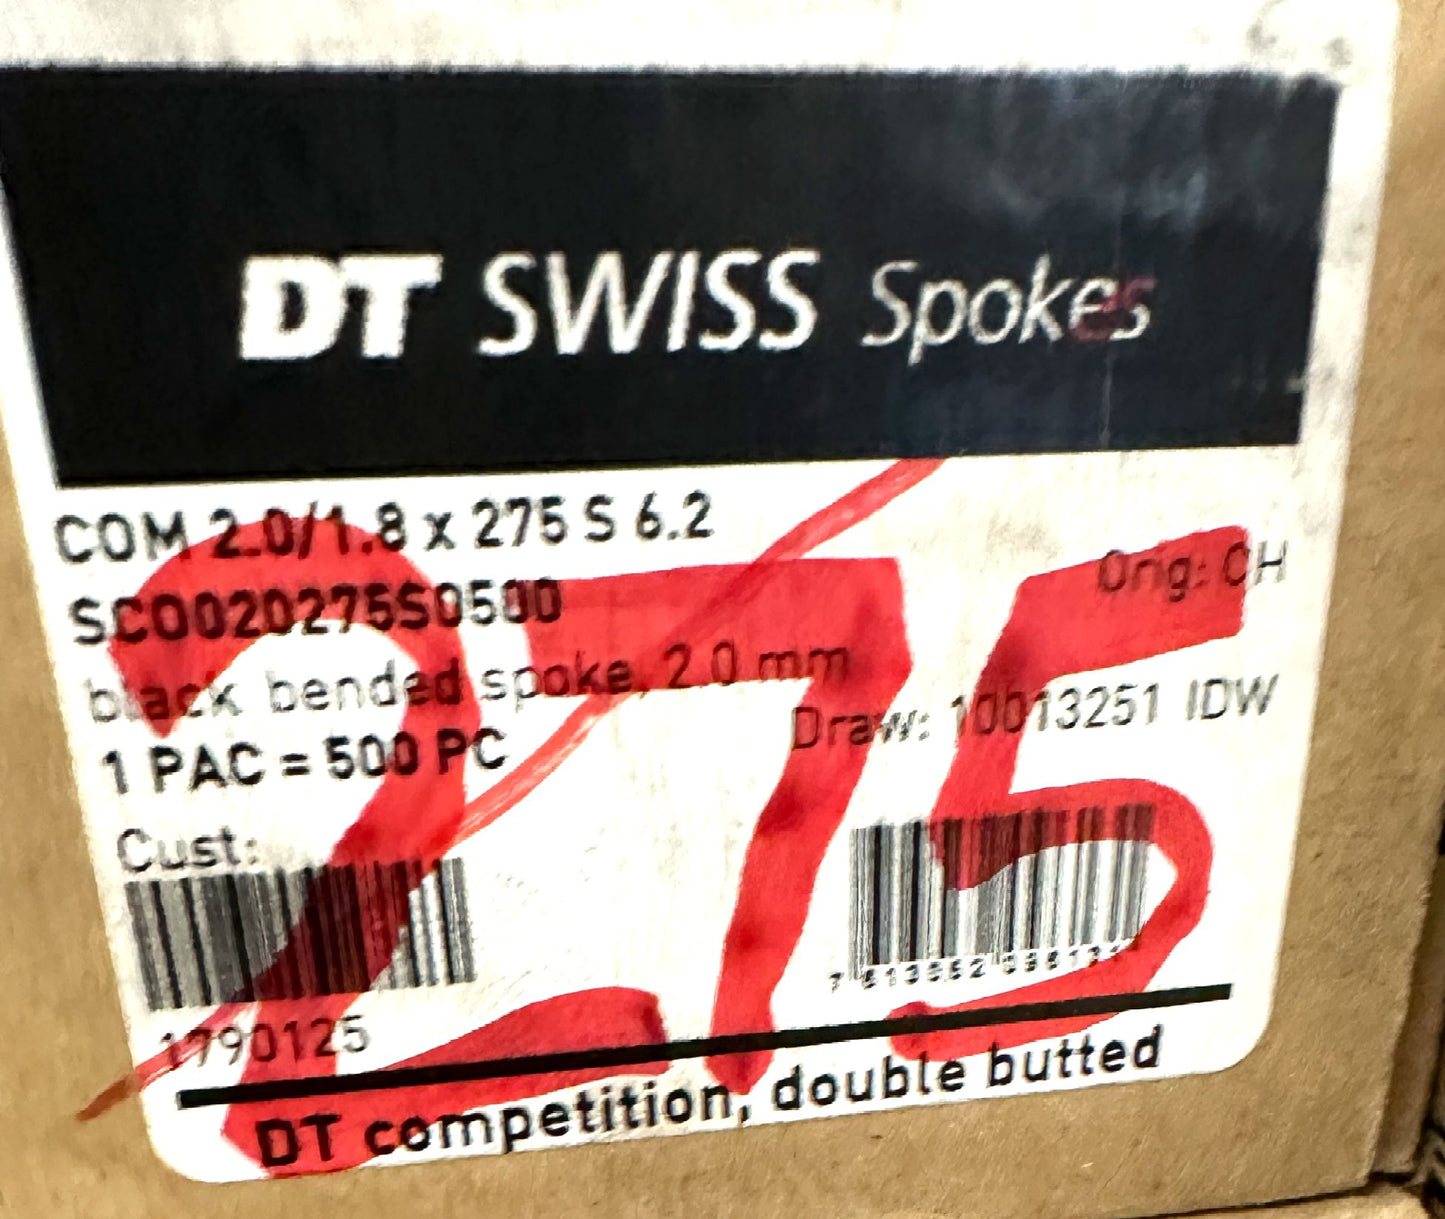 DT SWISS Spokes
COM 2.0/1.8 x 275 S 6.2
Orig: CH
SCO020275S0500
black bended spoke, 2.0 mm
Draw: 10013251 IDW
1 PAC = 500 PC
Cust:
275
1790125
DT competition, double butted